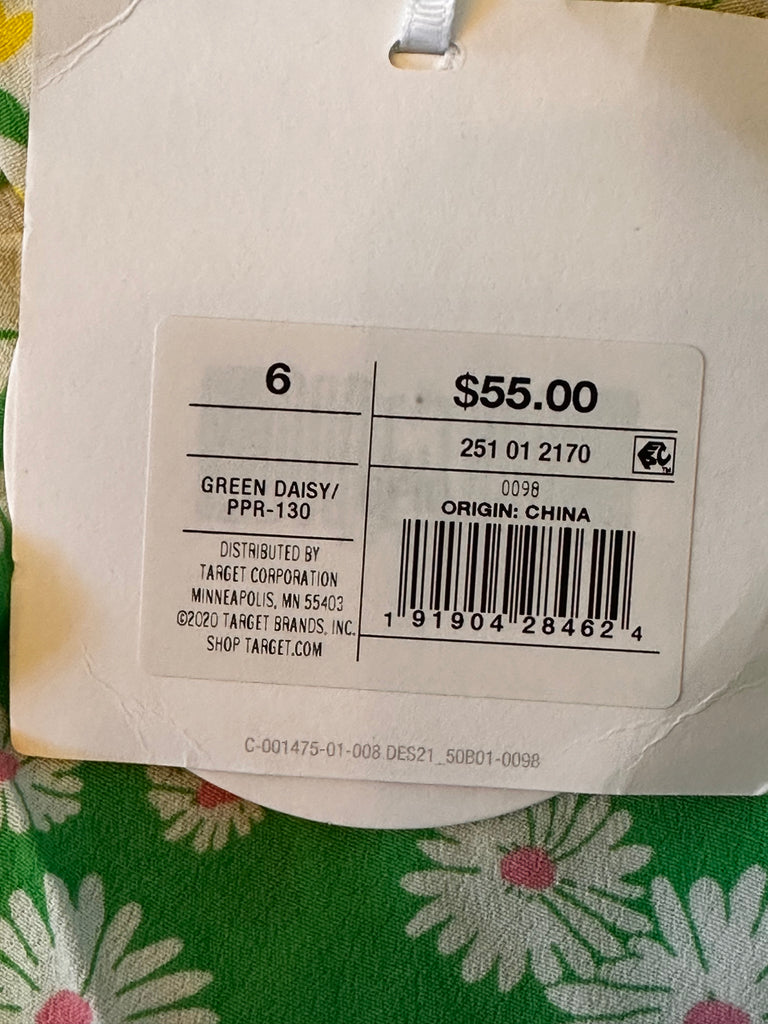 6
$55.00
251 01 2170
0098
ORIGIN: CHINA
GREEN DAISY/
PPR-130
DISTRIBUTED BY
TARGET CORPORATION
MINNEAPOLIS, MN 55403
©2020 TARGET BRANDS, INC.
SHOP TARGET.COM
1 91904 28462 4
C-001475-01-008 DES21_50B01-0098